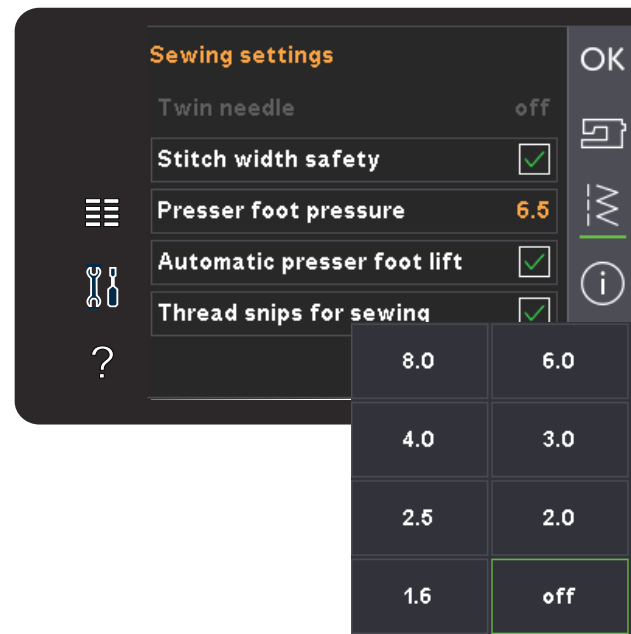 Sewing settings
OK
Twin needle off
Stitch width safety
Presser foot pressure 6.5
Automatic presser foot lift
i
Thread snips for sewing
?
8.0 6.0
4.0 3.0
2.5 2.0
1.6 off